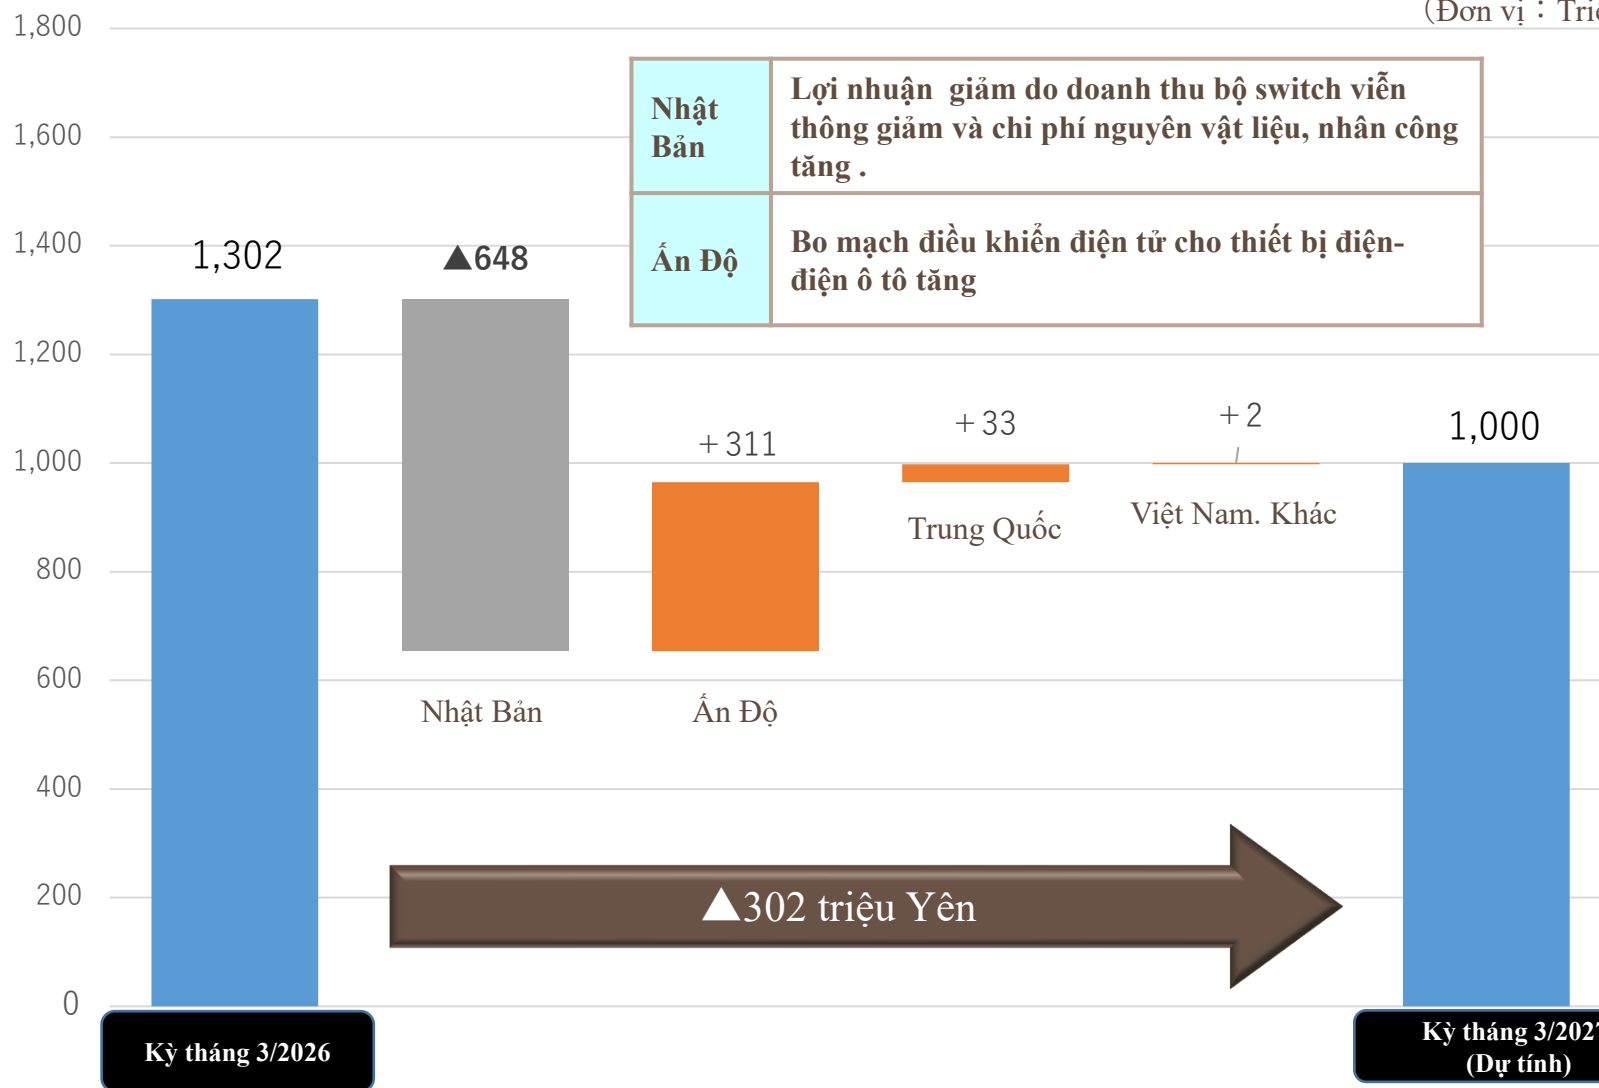 (Đơn vị：
1,800
1,600
1,400
1,200
1,000
800
600
400
200
0
Nhật
Bản
Lợi nhuận giảm do doanh thu bộ switch viễn
thông giảm và chi phí nguyên vật liệu, nhân công
tăng .
Ấn Độ
Bo mạch điều khiển điện tử cho thiết bị điện-
điện ô tô tăng
1,302
▲648
+311
+33
+2
1,000
Nhật Bản
Ấn Độ
Trung Quốc
Việt Nam. Khác
▲302 triệu Yên
Kỳ tháng 3/2026
Kỳ tháng 3/2027
(Dự tính)